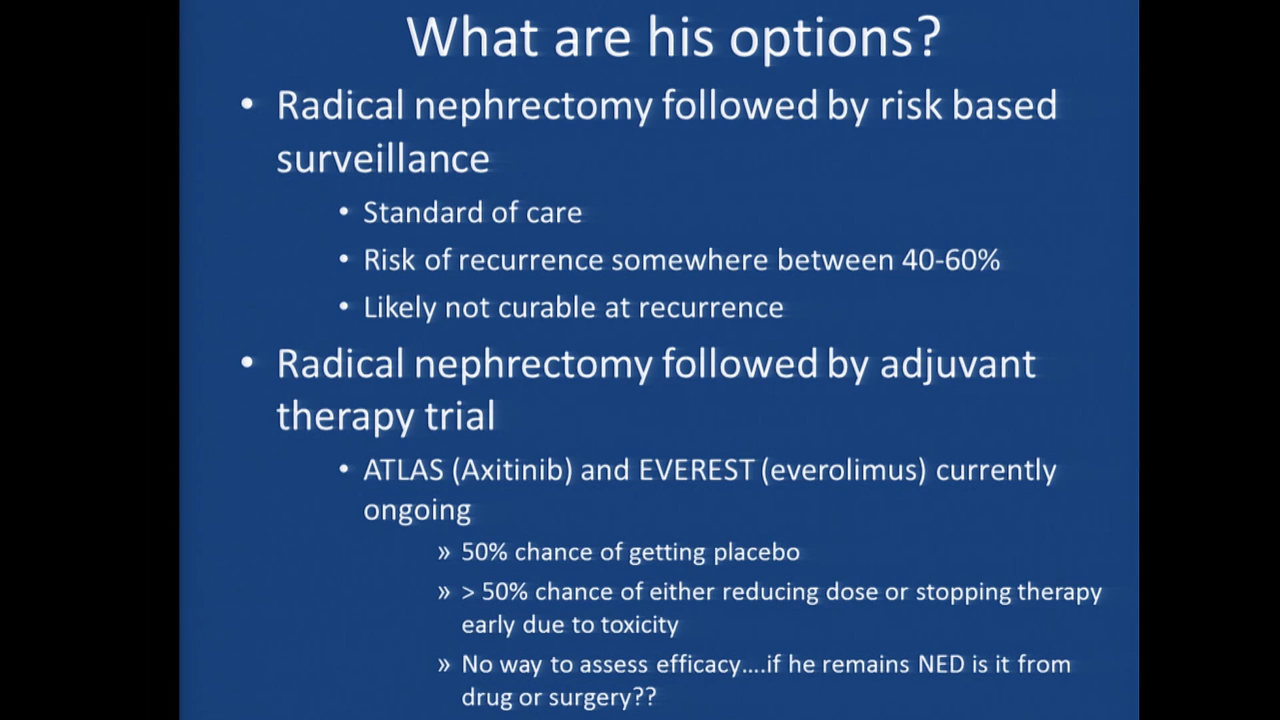 What are his options?
• Radical nephrectomy followed by risk based
surveillance
• Standard of care
• Risk of recurrence somewhere between 40-60%
• Likely not curable at recurrence
• Radical nephrectomy followed by adjuvant
therapy trial
• ATLAS (Axitinib) and EVEREST (everolimus) currently
ongoing
» 50% chance of getting placebo
» > 50% chance of either reducing dose or stopping therapy
early due to toxicity
» No way to assess efficacy....if he remains NED is it from
drug or surgery??